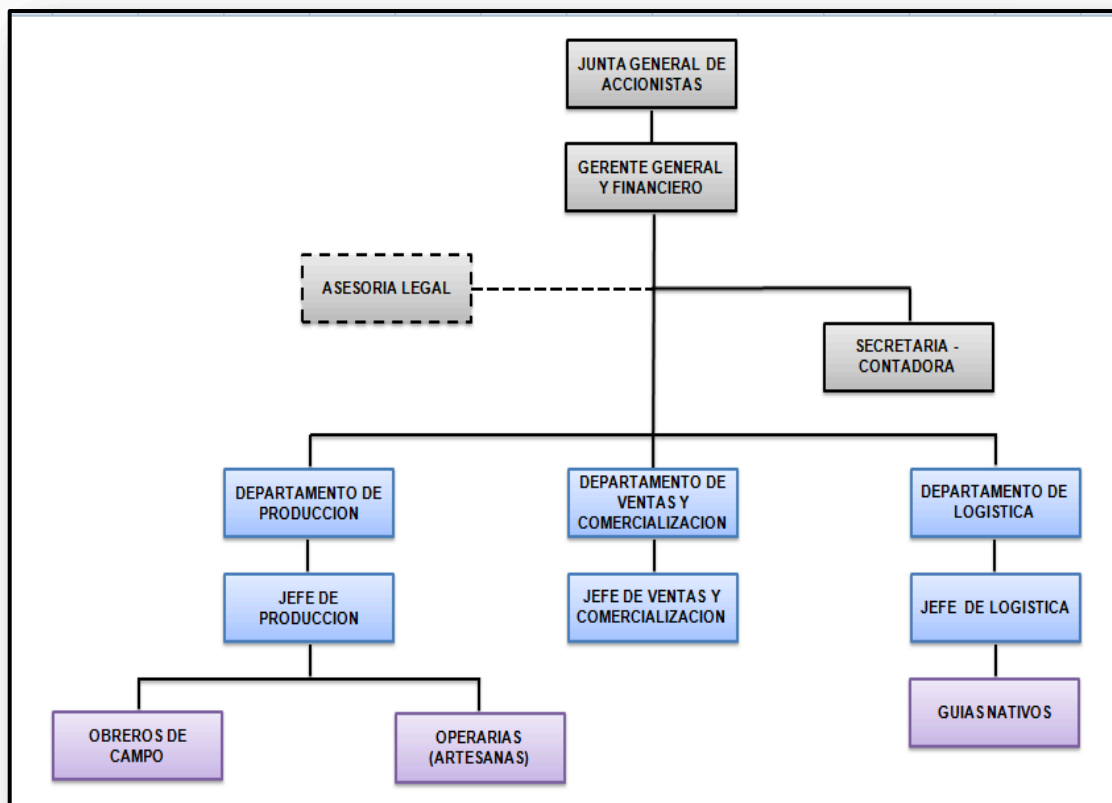 JUNTA GENERAL DE
ACCIONISTAS
GERENTE GENERAL
Y FINANCIERO
ASESORIA LEGAL
SECRETARIA -
CONTADORA
DEPARTAMENTO DE
PRODUCCION
DEPARTAMENTO DE
VENTAS Y
COMERCIALIZACION
DEPARTAMENTO DE
LOGISTICA
JEFE DE
PRODUCCION
JEFE DE VENTAS Y
COMERCIALIZACION
JEFE DE LOGISTICA
OBREROS DE
CAMPO
OPERARIAS
(ARTESANAS)
GUIAS NATIVOS